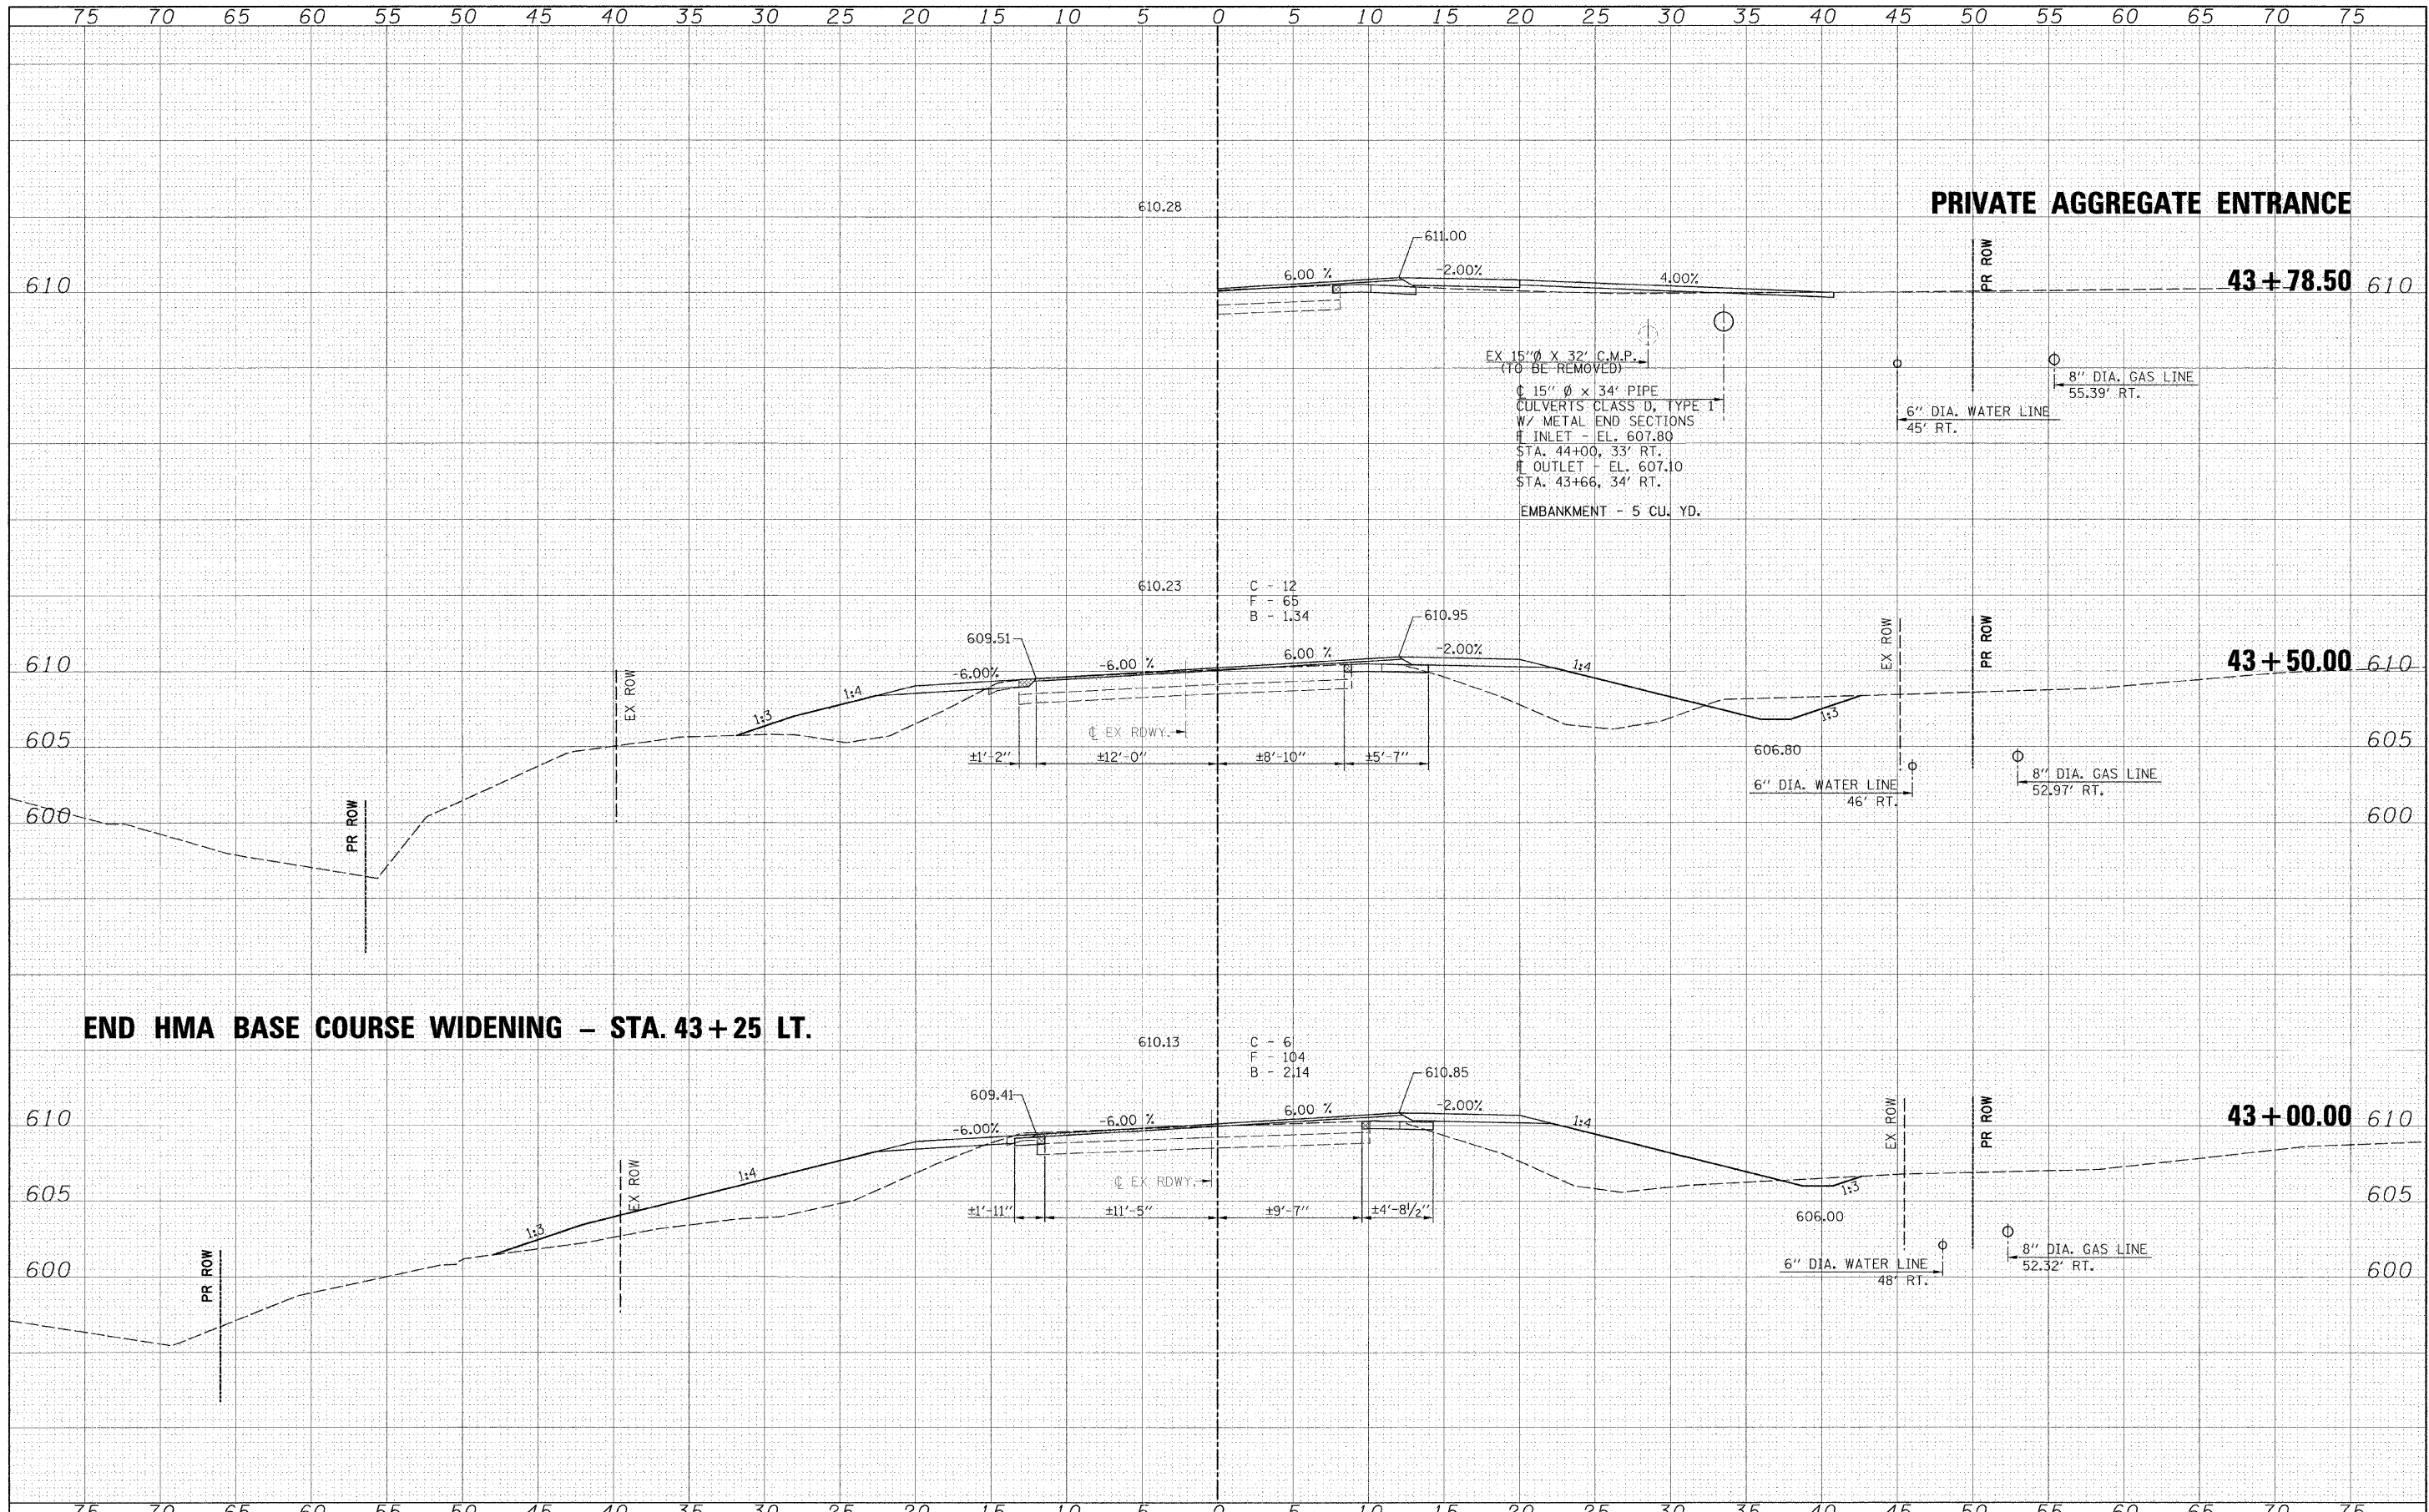 75 70 65 60 55 50 45 40 35 30 25 20 15 10 5 0 5 10 15 20 25 30 35 40 45 50 55 60 65 70 75
PRIVATE AGGREGATE ENTRANCE
610.28
611.00
6.00 %
-2.00%
4.00%
PR ROW
610
43+78.50
610
EX 15"Ø X 32' C.M.P.
(TO BE REMOVED)
℄ 15" Ø x 34' PIPE
CULVERTS CLASS D, TYPE 1
W/ METAL END SECTIONS
FL INLET - EL. 607.80
STA. 44+00, 33' RT.
FL OUTLET - EL. 607.10
STA. 43+66, 34' RT.
EMBANKMENT - 5 CU. YD.
6" DIA. WATER LINE
45' RT.
8" DIA. GAS LINE
55.39' RT.
610.23
C - 12
F - 65
B - 1.34
610.95
609.51
-6.00%
-6.00 %
6.00 %
-2.00%
1:4
1:4
1:3
1:3
EX ROW
EX ROW
PR ROW
PR ROW
610
43+50.00
610
℄ EX RDWY.
605
605
±1'-2"
±12'-0"
±8'-10"
±5'-7"
606.80
6" DIA. WATER LINE
46' RT.
8" DIA. GAS LINE
52.97' RT.
600
600
END HMA BASE COURSE WIDENING – STA. 43+25 LT.
610.13
C - 6
F - 104
B - 2.14
610.85
609.41
-6.00%
-6.00 %
6.00 %
-2.00%
1:4
1:4
1:3
1:3
EX ROW
EX ROW
PR ROW
PR ROW
610
43+00.00
610
℄ EX RDWY.
605
605
±1'-11"
±11'-5"
±9'-7"
±4'-8½"
606.00
6" DIA. WATER LINE
48' RT.
8" DIA. GAS LINE
52.32' RT.
600
600
75 70 65 60 55 50 45 40 35 30 25 20 15 10 5 0 5 10 15 20 25 30 35 40 45 50 55 60 65 70 75